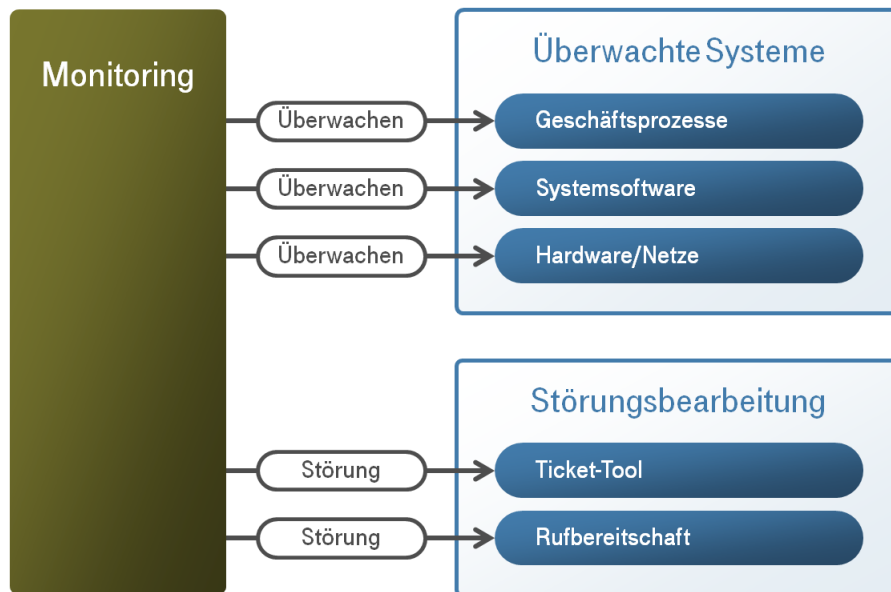 Monitoring
Überwachte Systeme
Überwachen
Geschäftsprozesse
Überwachen
Systemsoftware
Überwachen
Hardware/Netze
Störungsbearbeitung
Störung
Ticket-Tool
Störung
Rufbereitschaft